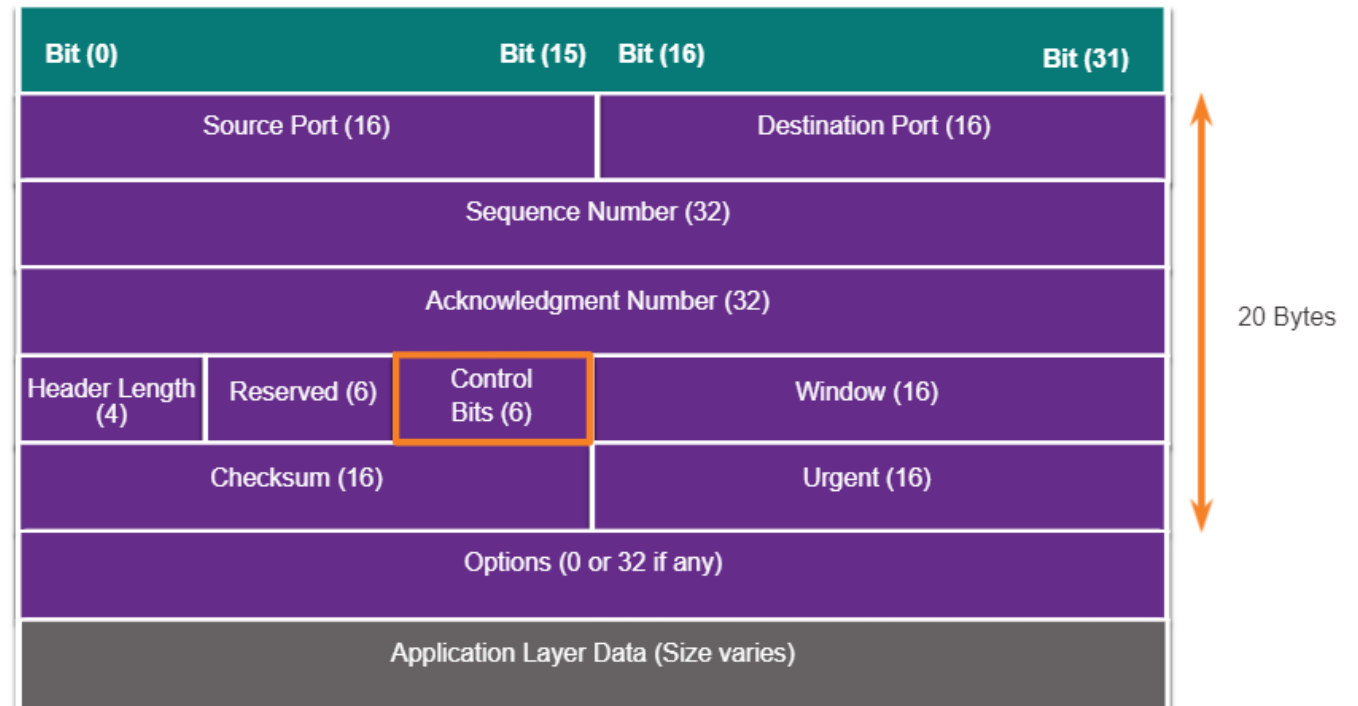 Bit (0) Bit (15) Bit (16) Bit (31)
Source Port (16) Destination Port (16)
Sequence Number (32)
Acknowledgment Number (32)
20 Bytes
Header Length
(4)
Reserved (6)
Control
Bits (6)
Window (16)
Checksum (16) Urgent (16)
Options (0 or 32 if any)
Application Layer Data (Size varies)